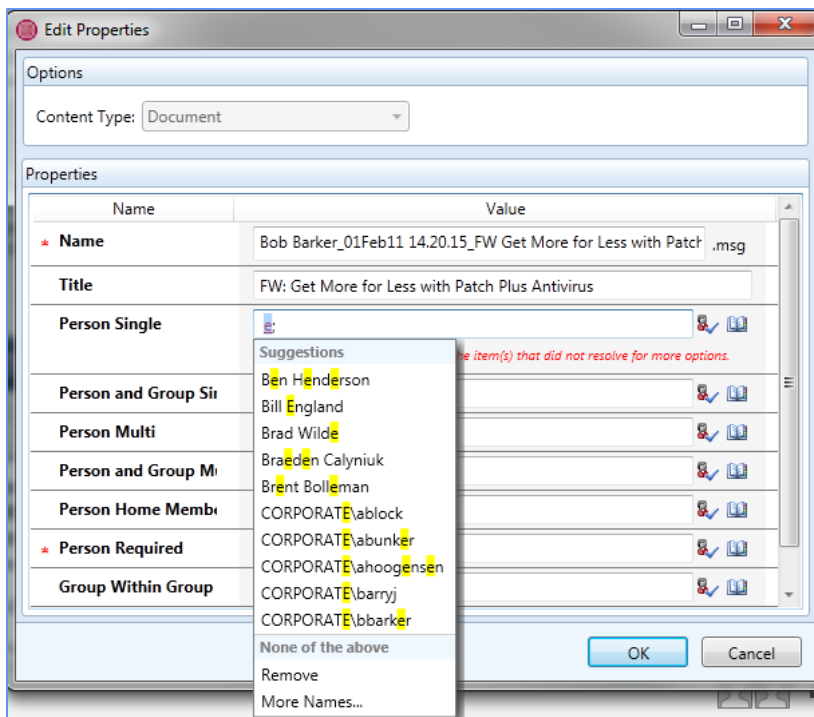 Edit Properties
Options
Content Type: Document
Properties
Name Value
* Name Bob Barker_01Feb11 14.20.15_FW Get More for Less with Patch .msg
Title FW: Get More for Less with Patch Plus Antivirus
Person Single e;
Suggestions
he item(s) that did not resolve for more options.
Ben Henderson
Person and Group Sin
Bill England
Person Multi
Brad Wilde
Person and Group Mu
Braeden Calyniuk
Brent Bolleman
Person Home Membe
CORPORATE\ablock
* Person Required
CORPORATE\abunker
CORPORATE\ahoogensen
Group Within Group
CORPORATE\barryj
CORPORATE\bbarker
None of the above
OK Cancel
Remove
More Names...